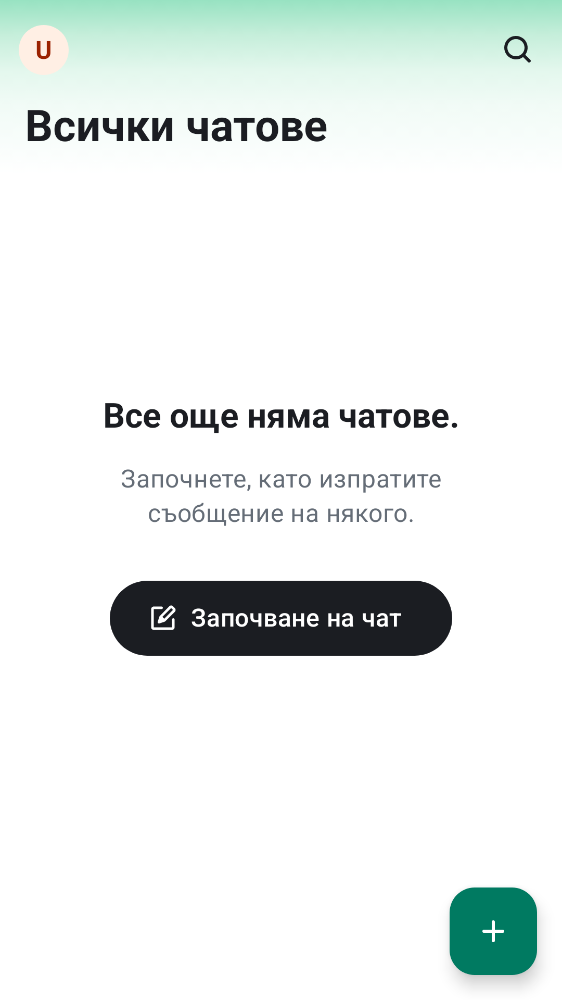 U
Всички чатове
Все още няма чатове.
Започнете, като изпратите
съобщение на някого.
Започване на чат